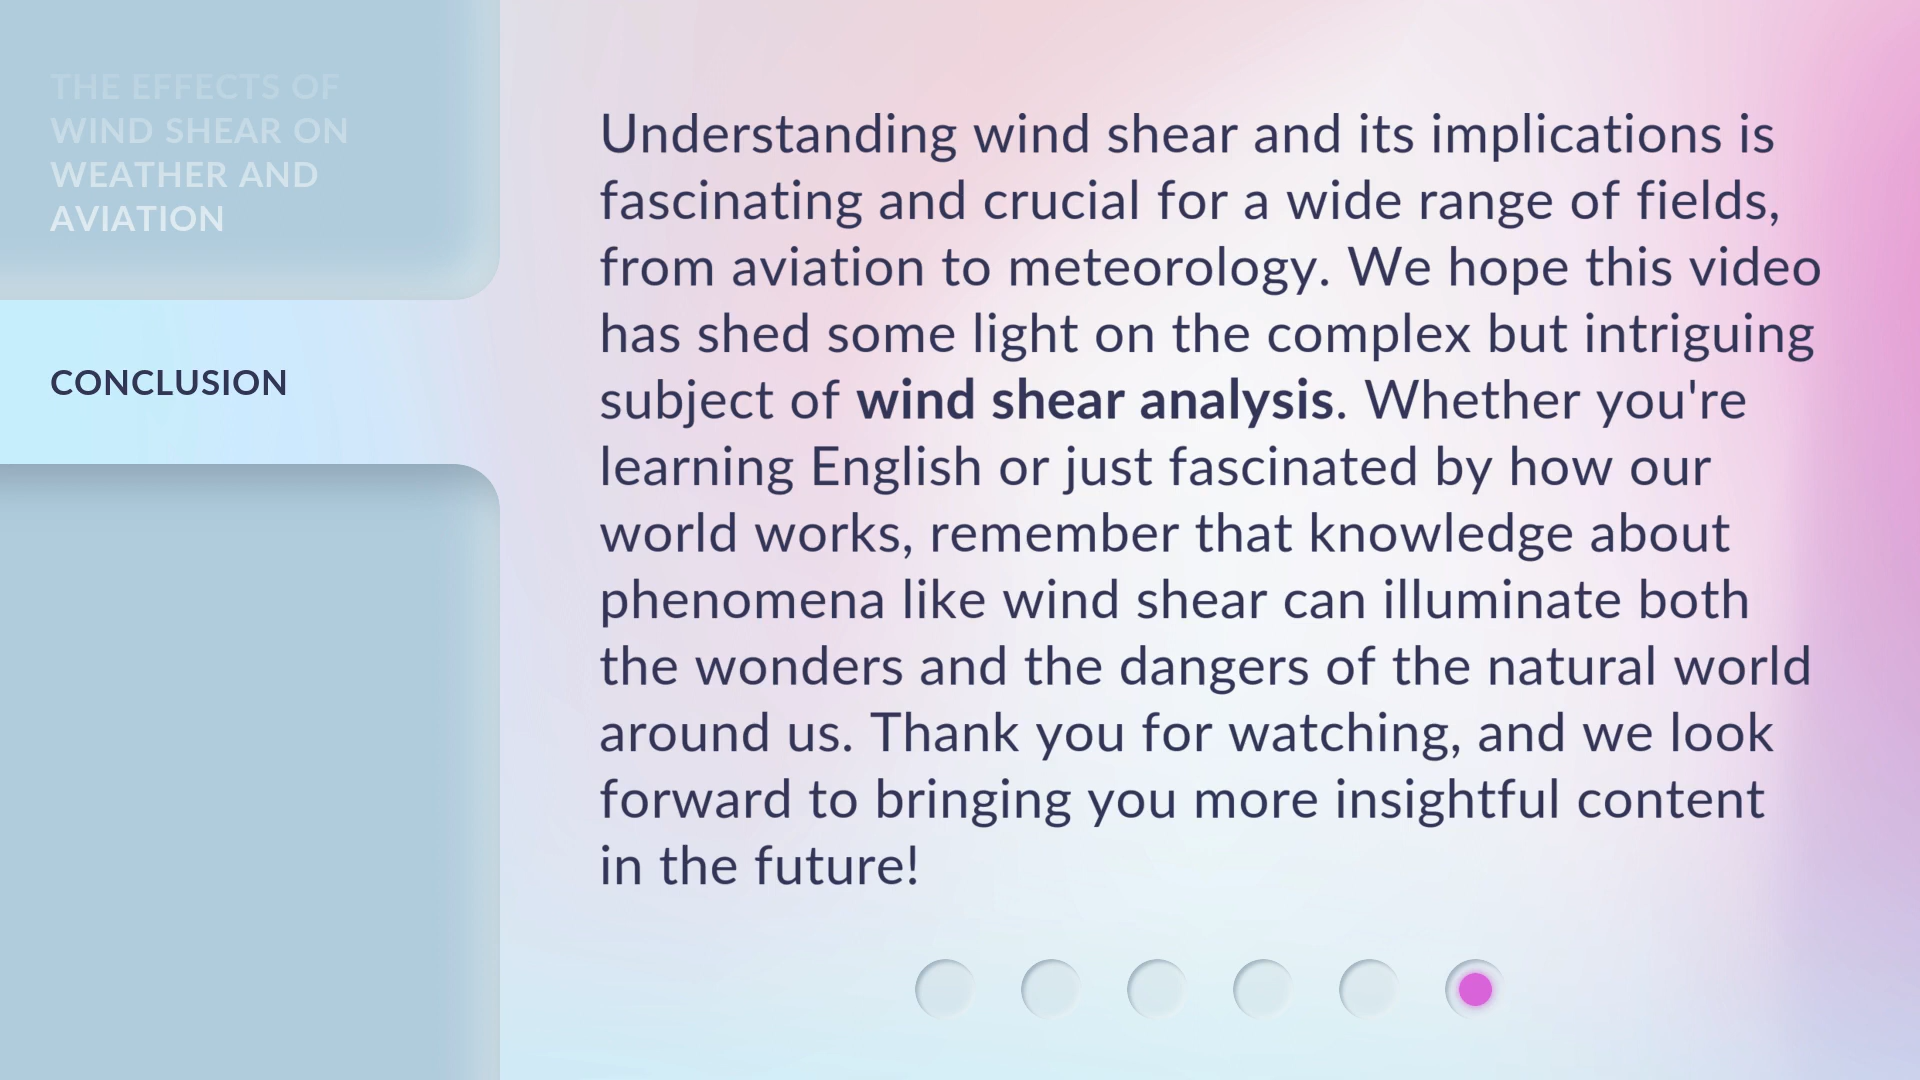 THE EFFECTS OF
WIND SHEAR ON
WEATHER AND
AVIATION
CONCLUSION
Understanding wind shear and its implications is
fascinating and crucial for a wide range of fields,
from aviation to meteorology. We hope this video
has shed some light on the complex but intriguing
subject of wind shear analysis. Whether you're
learning English or just fascinated by how our
world works, remember that knowledge about
phenomena like wind shear can illuminate both
the wonders and the dangers of the natural world
around us. Thank you for watching, and we look
forward to bringing you more insightful content
in the future!